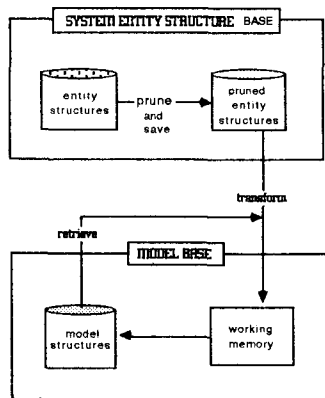 SYSTEM ENTITY STRUCTURE BASE
entity
structures
prune
and
save
pruned
entity
structures
transform
retrieve
MODEL BASE
model
structures
working
memory